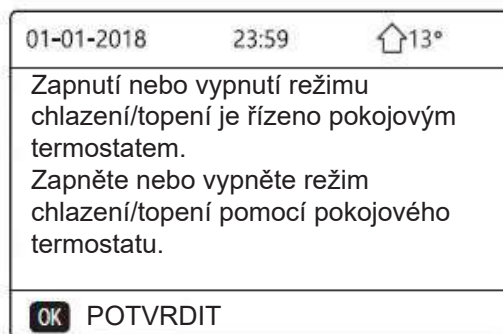 01-01-2018 23:59 13°
Zapnutí nebo vypnutí režimu
chlazení/topení je řízeno pokojovým
termostatem.
Zapněte nebo vypněte režim
chlazení/topení pomocí pokojového
termostatu.
OK POTVRDIT